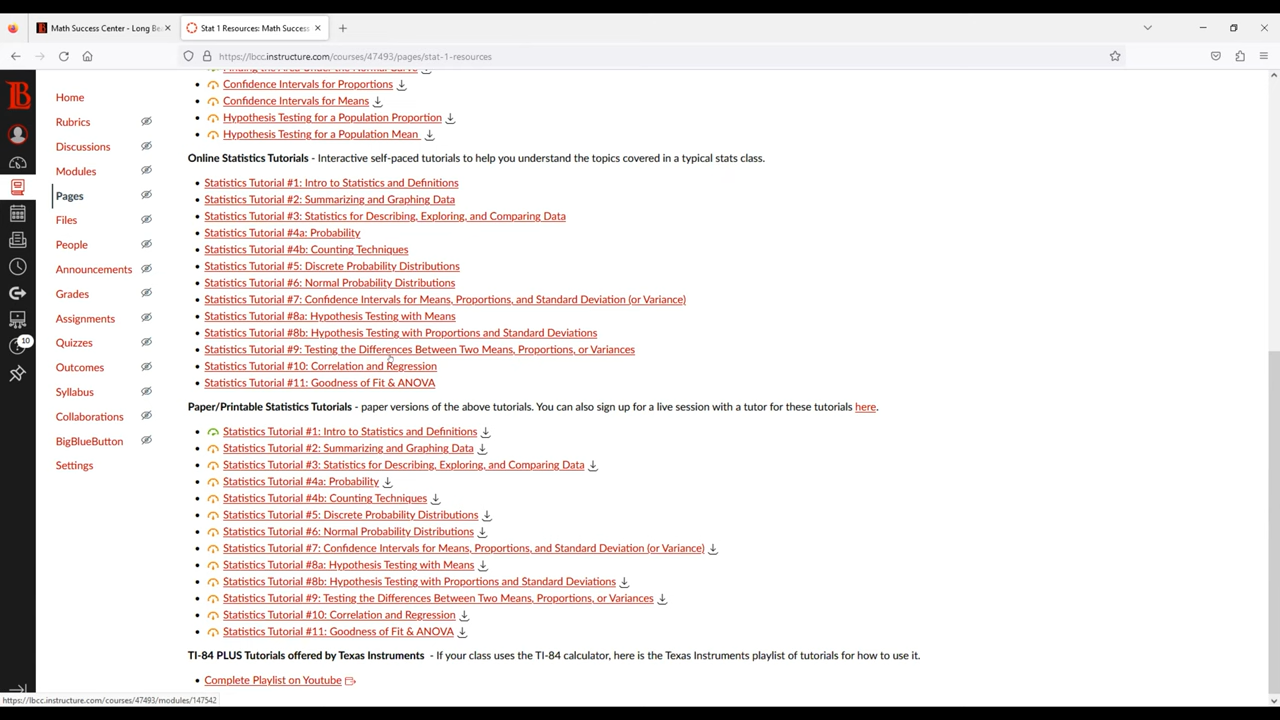 Math Success Center - Long Be
Stat 1 Resources: Math Success
https://lbcc.instructure.com/courses/47493/pages/stat-1-resources
Home
Rubrics
Discussions
Modules
Pages
Files
People
Announcements
Grades
Assignments
Quizzes
Outcomes
Syllabus
Collaborations
BigBlueButton
Settings
10
Finding the Area Under the Normal Curve
Confidence Intervals for Proportions
Confidence Intervals for Means
Hypothesis Testing for a Population Proportion
Hypothesis Testing for a Population Mean
Online Statistics Tutorials - Interactive self-paced tutorials to help you understand the topics covered in a typical stats class.
Statistics Tutorial #1: Intro to Statistics and Definitions
Statistics Tutorial #2: Summarizing and Graphing Data
Statistics Tutorial #3: Statistics for Describing, Exploring, and Comparing Data
Statistics Tutorial #4a: Probability
Statistics Tutorial #4b: Counting Techniques
Statistics Tutorial #5: Discrete Probability Distributions
Statistics Tutorial #6: Normal Probability Distributions
Statistics Tutorial #7: Confidence Intervals for Means, Proportions, and Standard Deviation (or Variance)
Statistics Tutorial #8a: Hypothesis Testing with Means
Statistics Tutorial #8b: Hypothesis Testing with Proportions and Standard Deviations
Statistics Tutorial #9: Testing the Differences Between Two Means, Proportions, or Variances
Statistics Tutorial #10: Correlation and Regression
Statistics Tutorial #11: Goodness of Fit & ANOVA
Paper/Printable Statistics Tutorials - paper versions of the above tutorials. You can also sign up for a live session with a tutor for these tutorials here.
Statistics Tutorial #1: Intro to Statistics and Definitions
Statistics Tutorial #2: Summarizing and Graphing Data
Statistics Tutorial #3: Statistics for Describing, Exploring, and Comparing Data
Statistics Tutorial #4a: Probability
Statistics Tutorial #4b: Counting Techniques
Statistics Tutorial #5: Discrete Probability Distributions
Statistics Tutorial #6: Normal Probability Distributions
Statistics Tutorial #7: Confidence Intervals for Means, Proportions, and Standard Deviation (or Variance)
Statistics Tutorial #8a: Hypothesis Testing with Means
Statistics Tutorial #8b: Hypothesis Testing with Proportions and Standard Deviations
Statistics Tutorial #9: Testing the Differences Between Two Means, Proportions, or Variances
Statistics Tutorial #10: Correlation and Regression
Statistics Tutorial #11: Goodness of Fit & ANOVA
TI-84 PLUS Tutorials offered by Texas Instruments - If your class uses the TI-84 calculator, here is the Texas Instruments playlist of tutorials for how to use it.
Complete Playlist on Youtube
https://lbcc.instructure.com/courses/47493/modules/147542